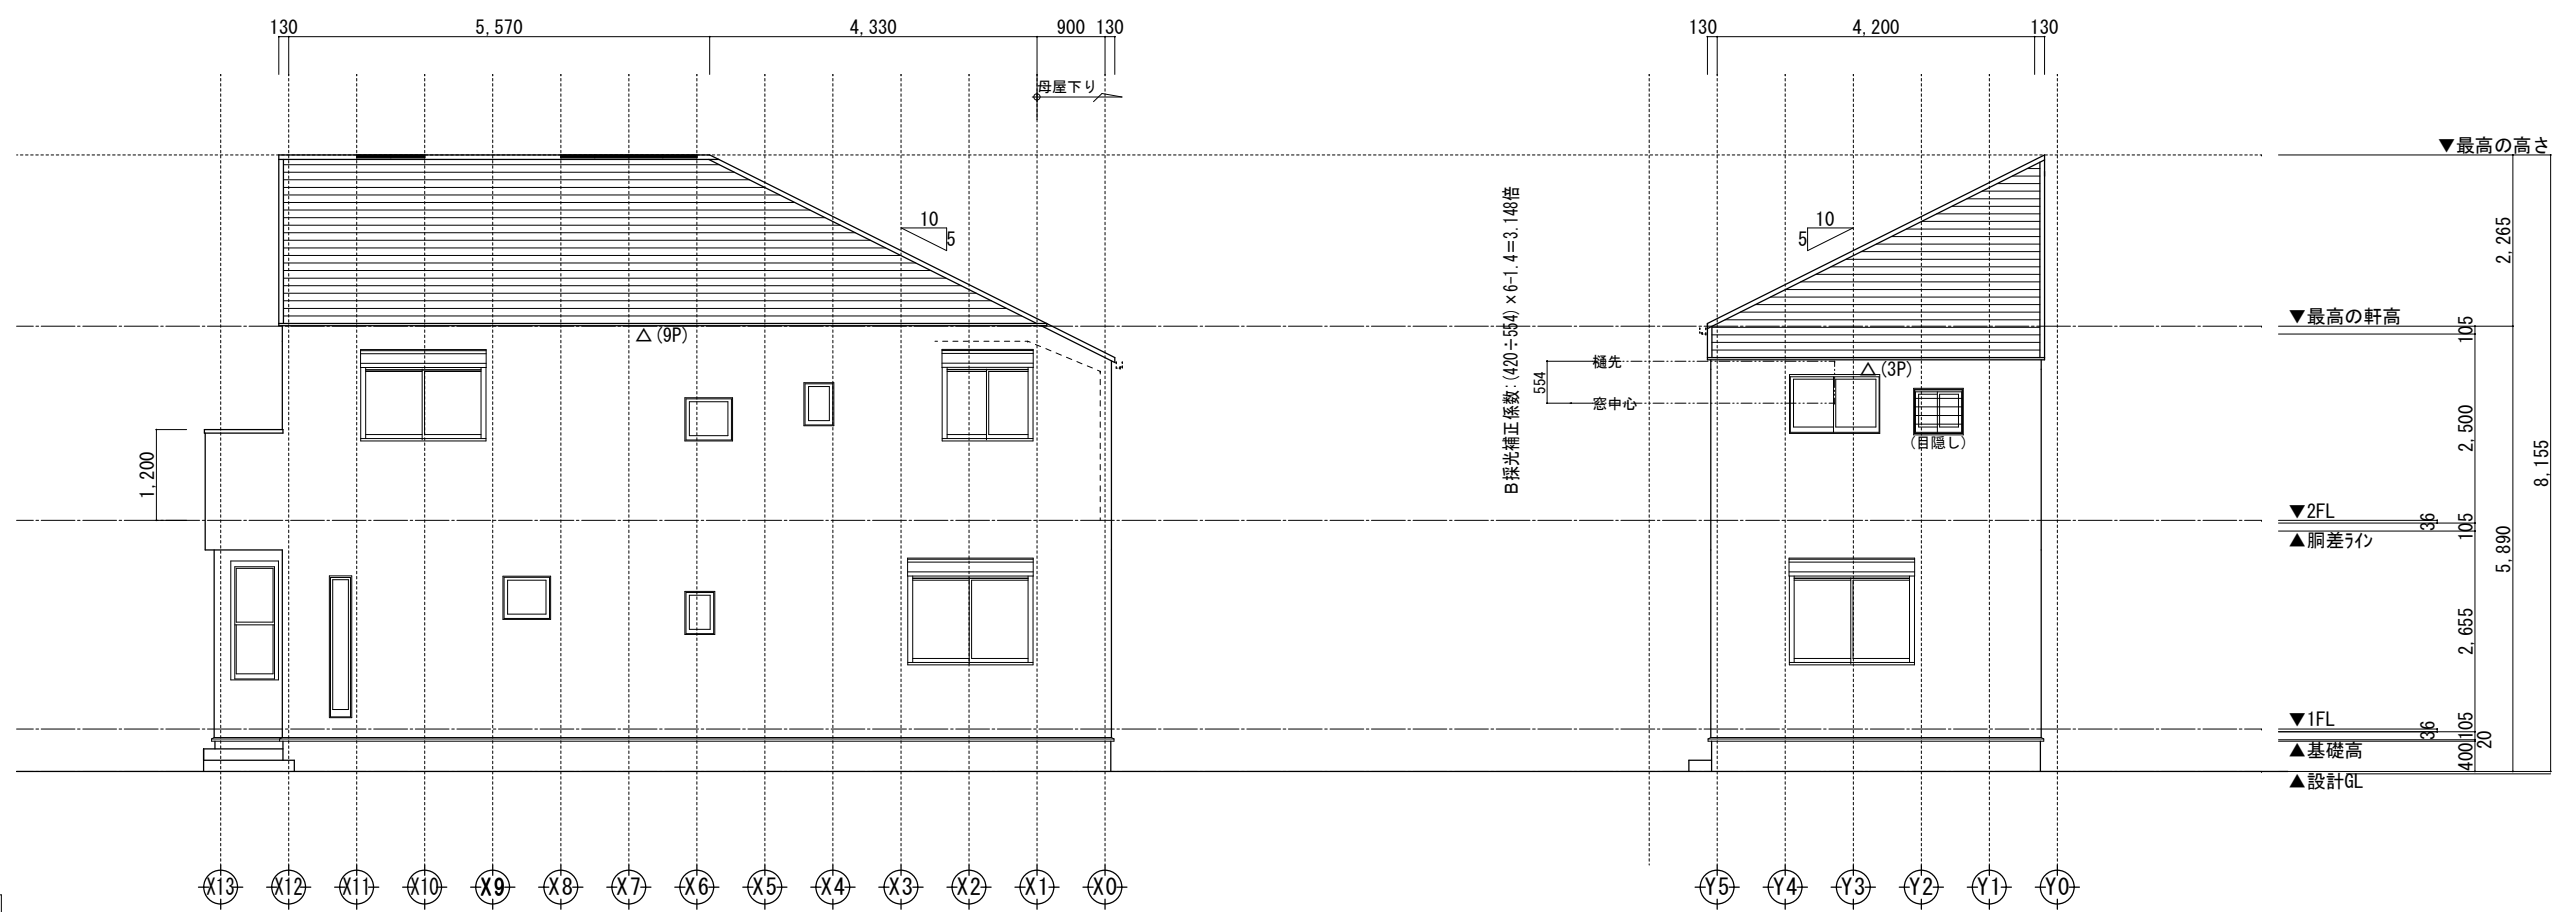 130 5,570 4,330 900 130
130 4,200 130
母屋下り
▼最高の高さ
10
5
10
5
2,265
B採光補正係数:(420÷554)×6-1.4=3.148倍
▼最高の軒高
105
△(9P)
樋先
554
窓中心
△(3P)
(目隠し)
1,200
2,500
8,155
▼2FL
36
105
▲胴差ライン
5,890
2,655
▼1FL
36
105
20
▲基礎高
400
▲設計GL
X13 X12 X11 X10 X9 X8 X7 X6 X5 X4 X3 X2 X1 X0
Y5 Y4 Y3 Y2 Y1 Y0